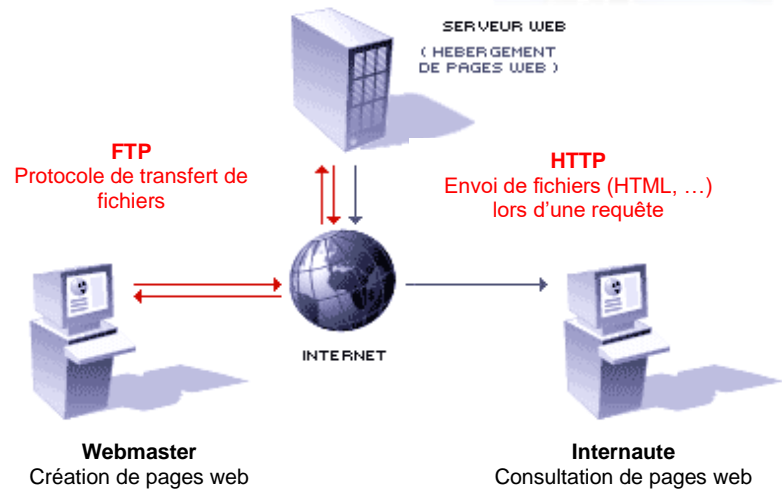 SERVEUR WEB
( HEBERGEMENT
DE PAGES WEB )
FTP
Protocole de transfert de
fichiers
HTTP
Envoi de fichiers (HTML, …)
lors d’une requête
INTERNET
Webmaster
Création de pages web
Internaute
Consultation de pages web